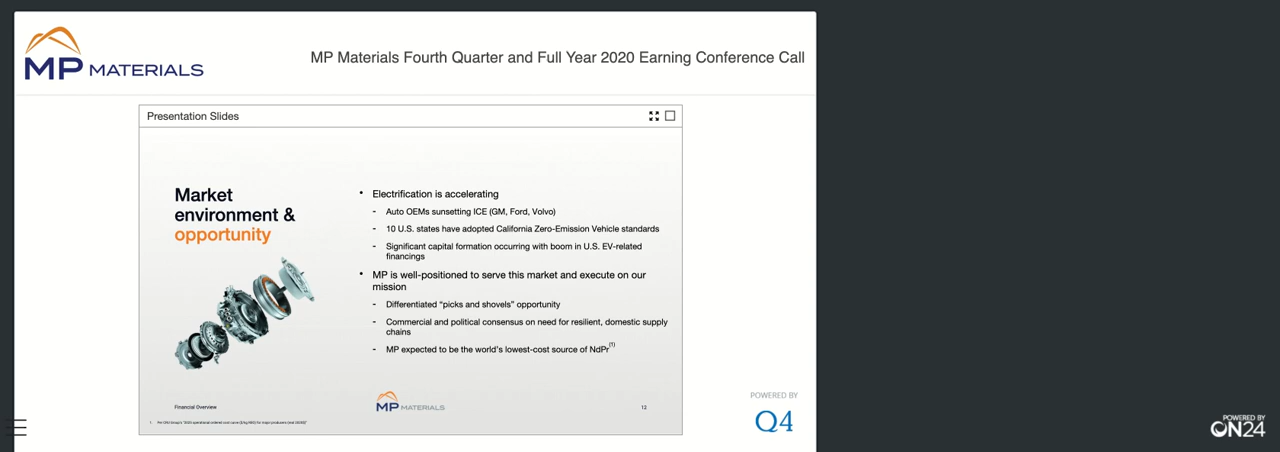 MP MATERIALS
MP Materials Fourth Quarter and Full Year 2020 Earning Conference Call
Presentation Slides
Market
environment &
opportunity
• Electrification is accelerating
- Auto OEMs sunsetting ICE (GM, Ford, Volvo)
- 10 U.S. states have adopted California Zero-Emission Vehicle standards
- Significant capital formation occurring with boom in U.S. EV-related
financings
• MP is well-positioned to serve this market and execute on our
mission
- Differentiated “picks and shovels” opportunity
- Commercial and political consensus on need for resilient, domestic supply
chains
- MP expected to be the world’s lowest-cost source of NdPr(1)
Financial Overview
MP MATERIALS
12
POWERED BY
Q4
POWERED BY
ON24